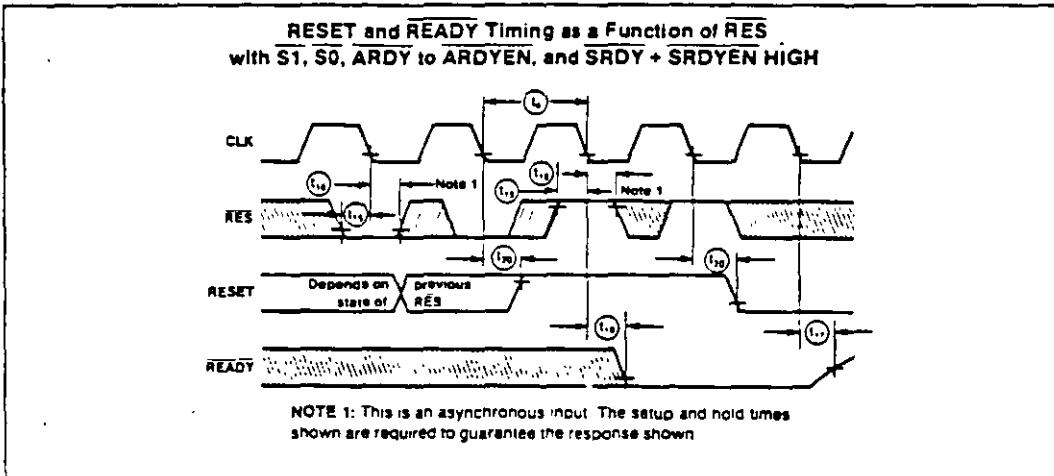 RESET and READY Timing as a Function of RES
with S1, S0, ARDY to ARDYEN, and SRDY + SRDYEN HIGH
CLK
Note 1
Note 1
RES
RESET
Depends on previous
state of RES
READY
NOTE 1: This is an asynchronous input The setup and hold times
shown are required to guarantee the response shown